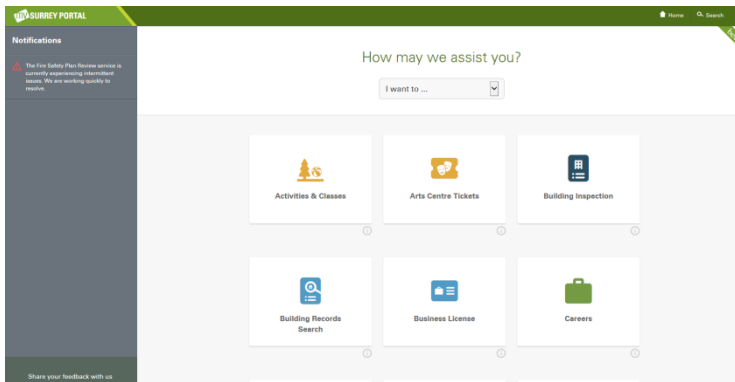 my SURREY PORTAL
Home
Search
Notifications
The Fire Safety Plan Review service is
currently experiencing intermittent
issues. We are working quickly to
resolve.
How may we assist you?
I want to ...
Activities & Classes
Arts Centre Tickets
Building Inspection
Building Records
Search
Business License
Careers
Share your feedback with us